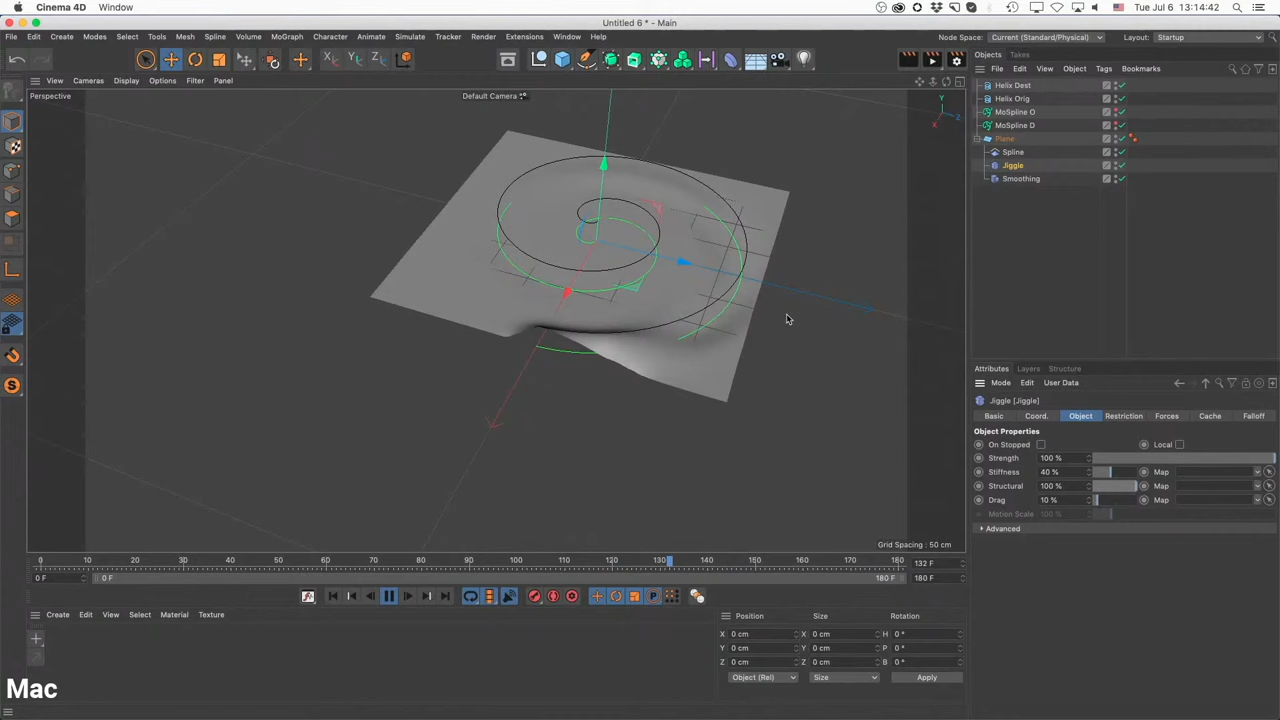 Cinema 4D Window Tue Jul 6 13:14:42
Untitled 6 * - Main
File Edit Create Modes Select Tools Mesh Spline Volume MoGraph Character Animate Simulate Tracker Render Extensions Window Help Node Space: Current (Standard/Physical) Layout: Startup
Objects Takes
View Cameras Display Options Filter Panel
File Edit View Object Tags Bookmarks
Perspective
Default Camera
Y
Z
X
Helix Dest
Helix Orig
MoSpline O
MoSpline D
Plane
Spline
Jiggle
Smoothing
Attributes Layers Structure
Mode Edit User Data
Jiggle [Jiggle]
Basic Coord. Object Restriction Forces Cache Falloff
Object Properties
On Stopped Local
Strength 100 %
Stiffness 40 % Map
Structural 100 % Map
Drag 10 % Map
Motion Scale 100 %
Advanced
Grid Spacing : 50 cm
0 10 20 30 40 50 60 70 80 90 100 110 120 130 140 150 160 170 180 132 F
0 F 0 F 180 F 180 F
Create Edit View Select Material Texture
Position Size Rotation
X 0 cm X 0 cm H 0 °
Y 0 cm Y 0 cm P 0 °
Z 0 cm Z 0 cm B 0 °
Object (Rel) Size Apply
Mac